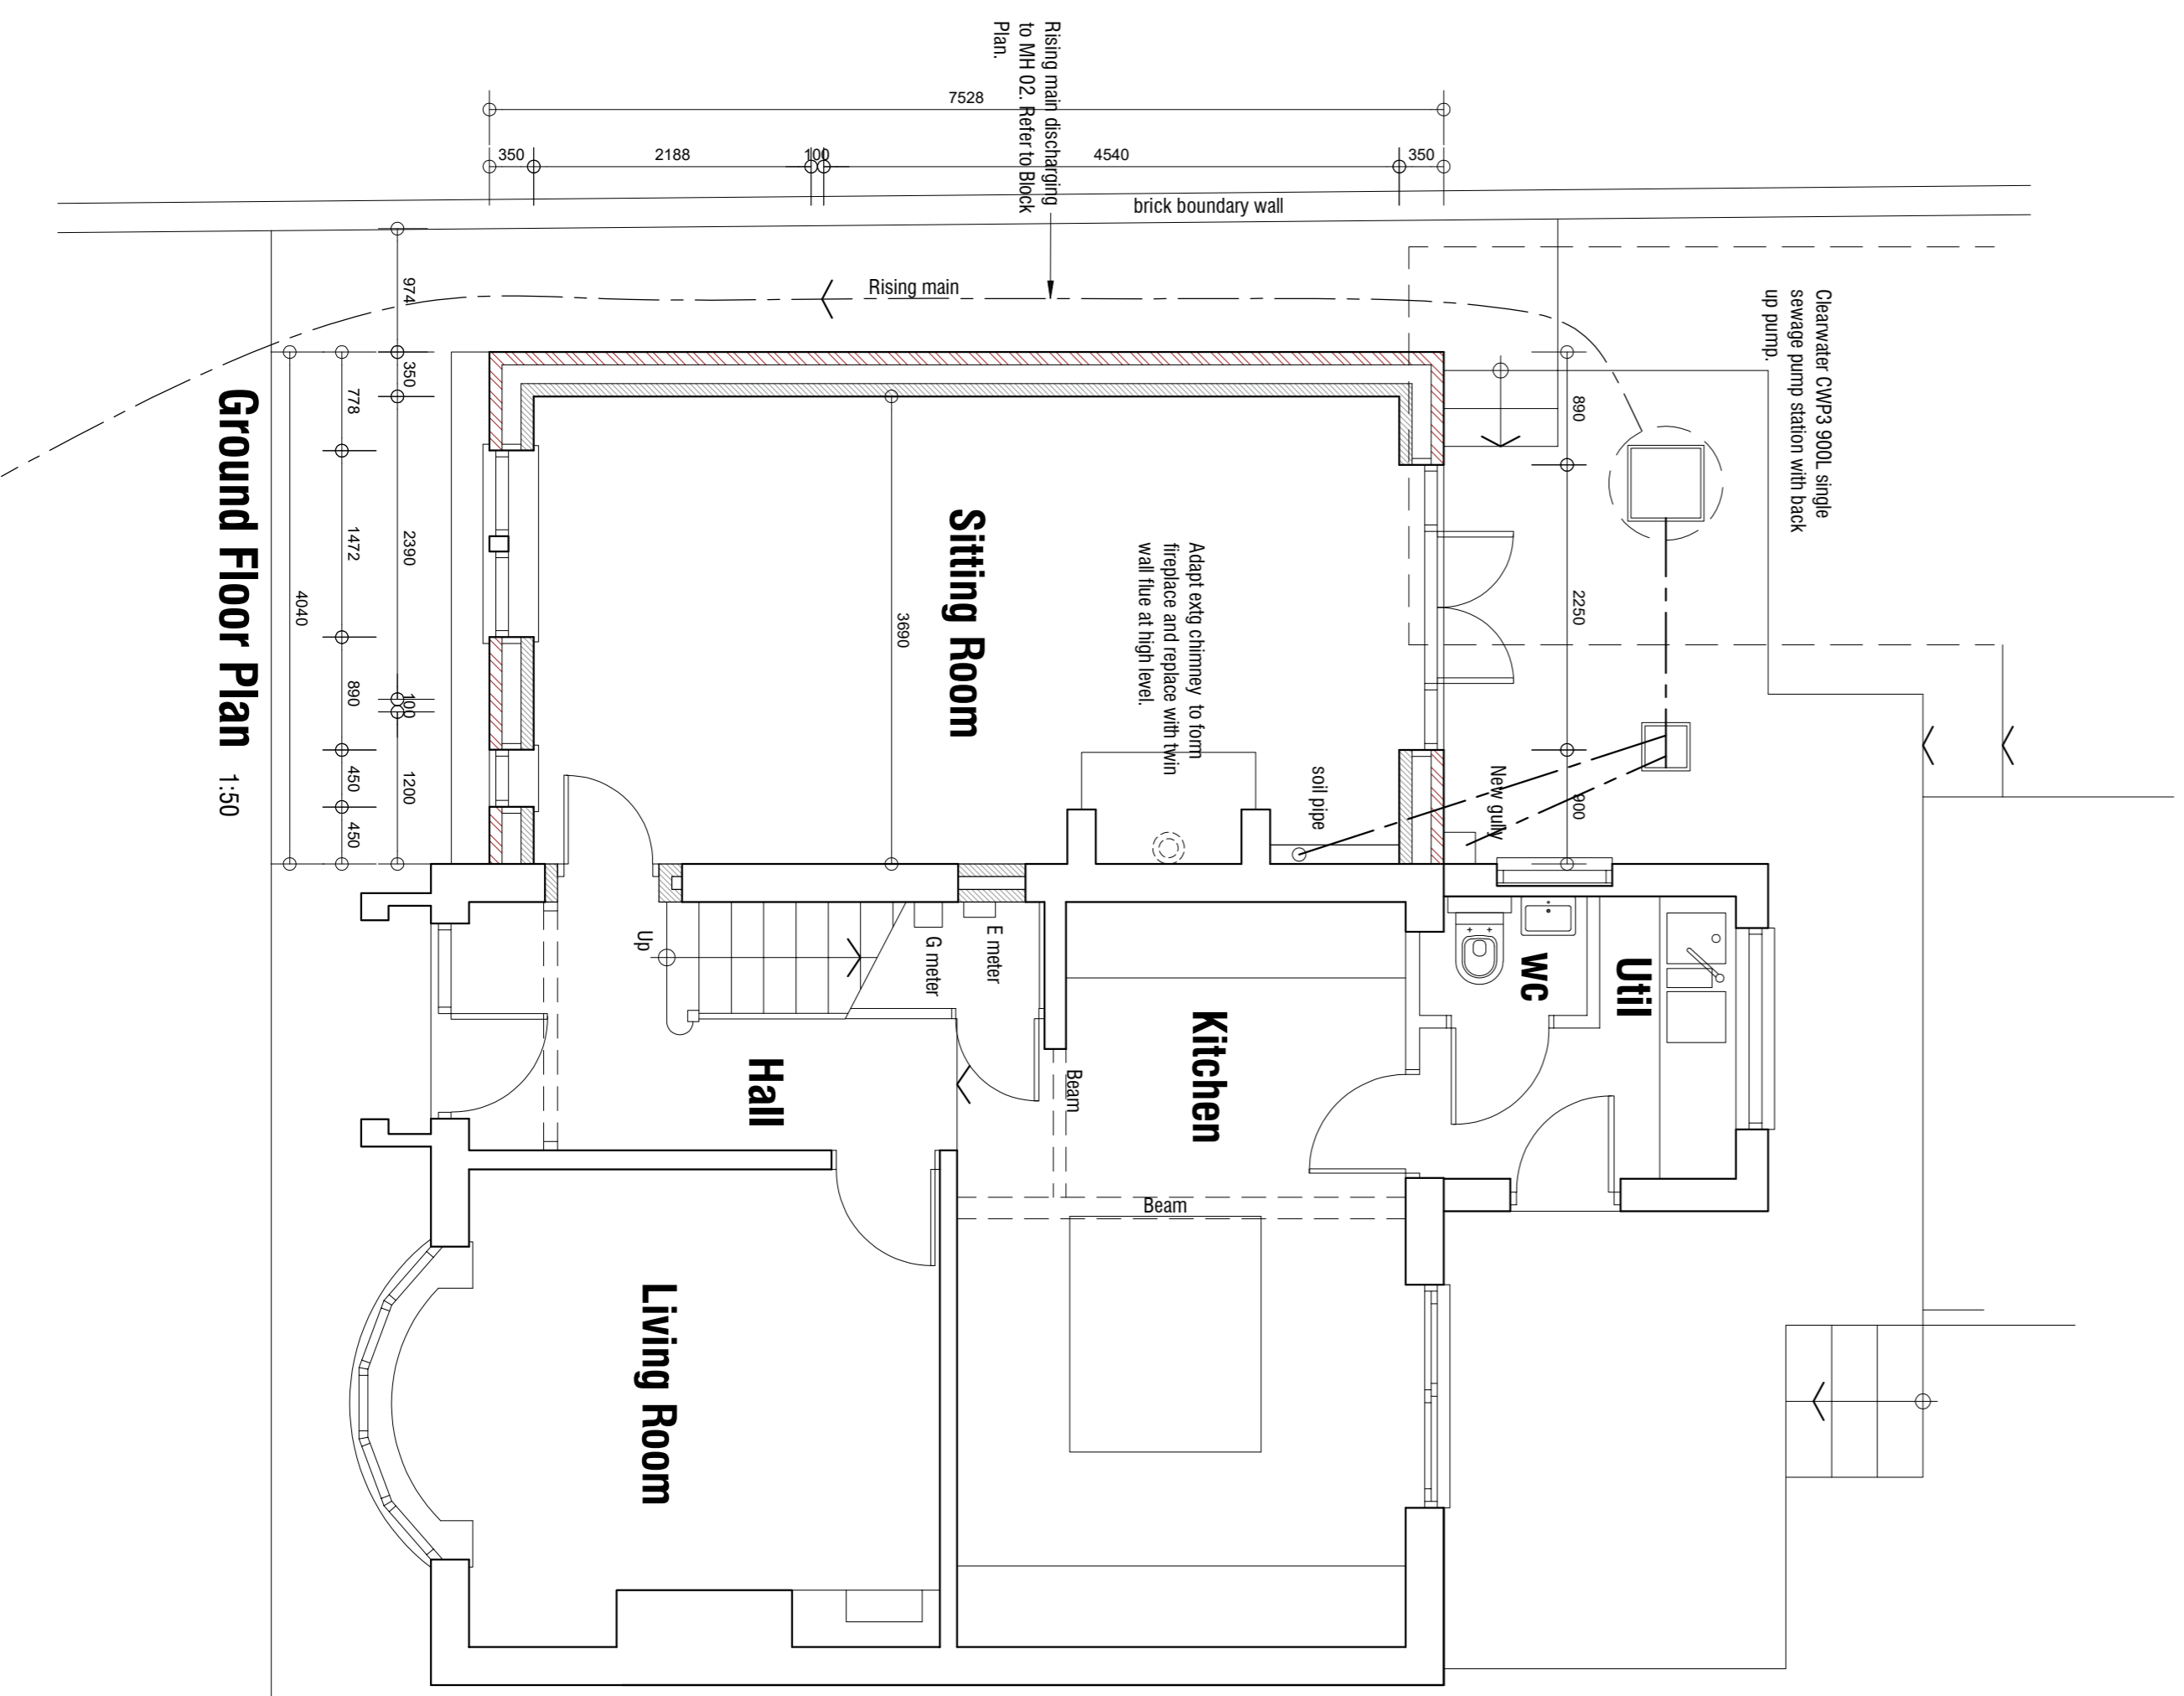 Rising main discharging
to MH 02. Refer to Block
Plan.
7528
350
2188
100
4540
350
brick boundary wall
Rising main
Clearwater CWP3 900L single
sewage pump station with back
up pump.
974
350
2390
100
1200
778
1472
890
450
450
4040
890
2250
900
3690
Sitting Room
Adapt extg chimney to form
fireplace and replace with twin
wall flue at high level.
soil pipe
New gully
Up
G meter
E meter
Hall
Beam
Beam
Kitchen
wc
Util
Living Room
Ground Floor Plan 1:50